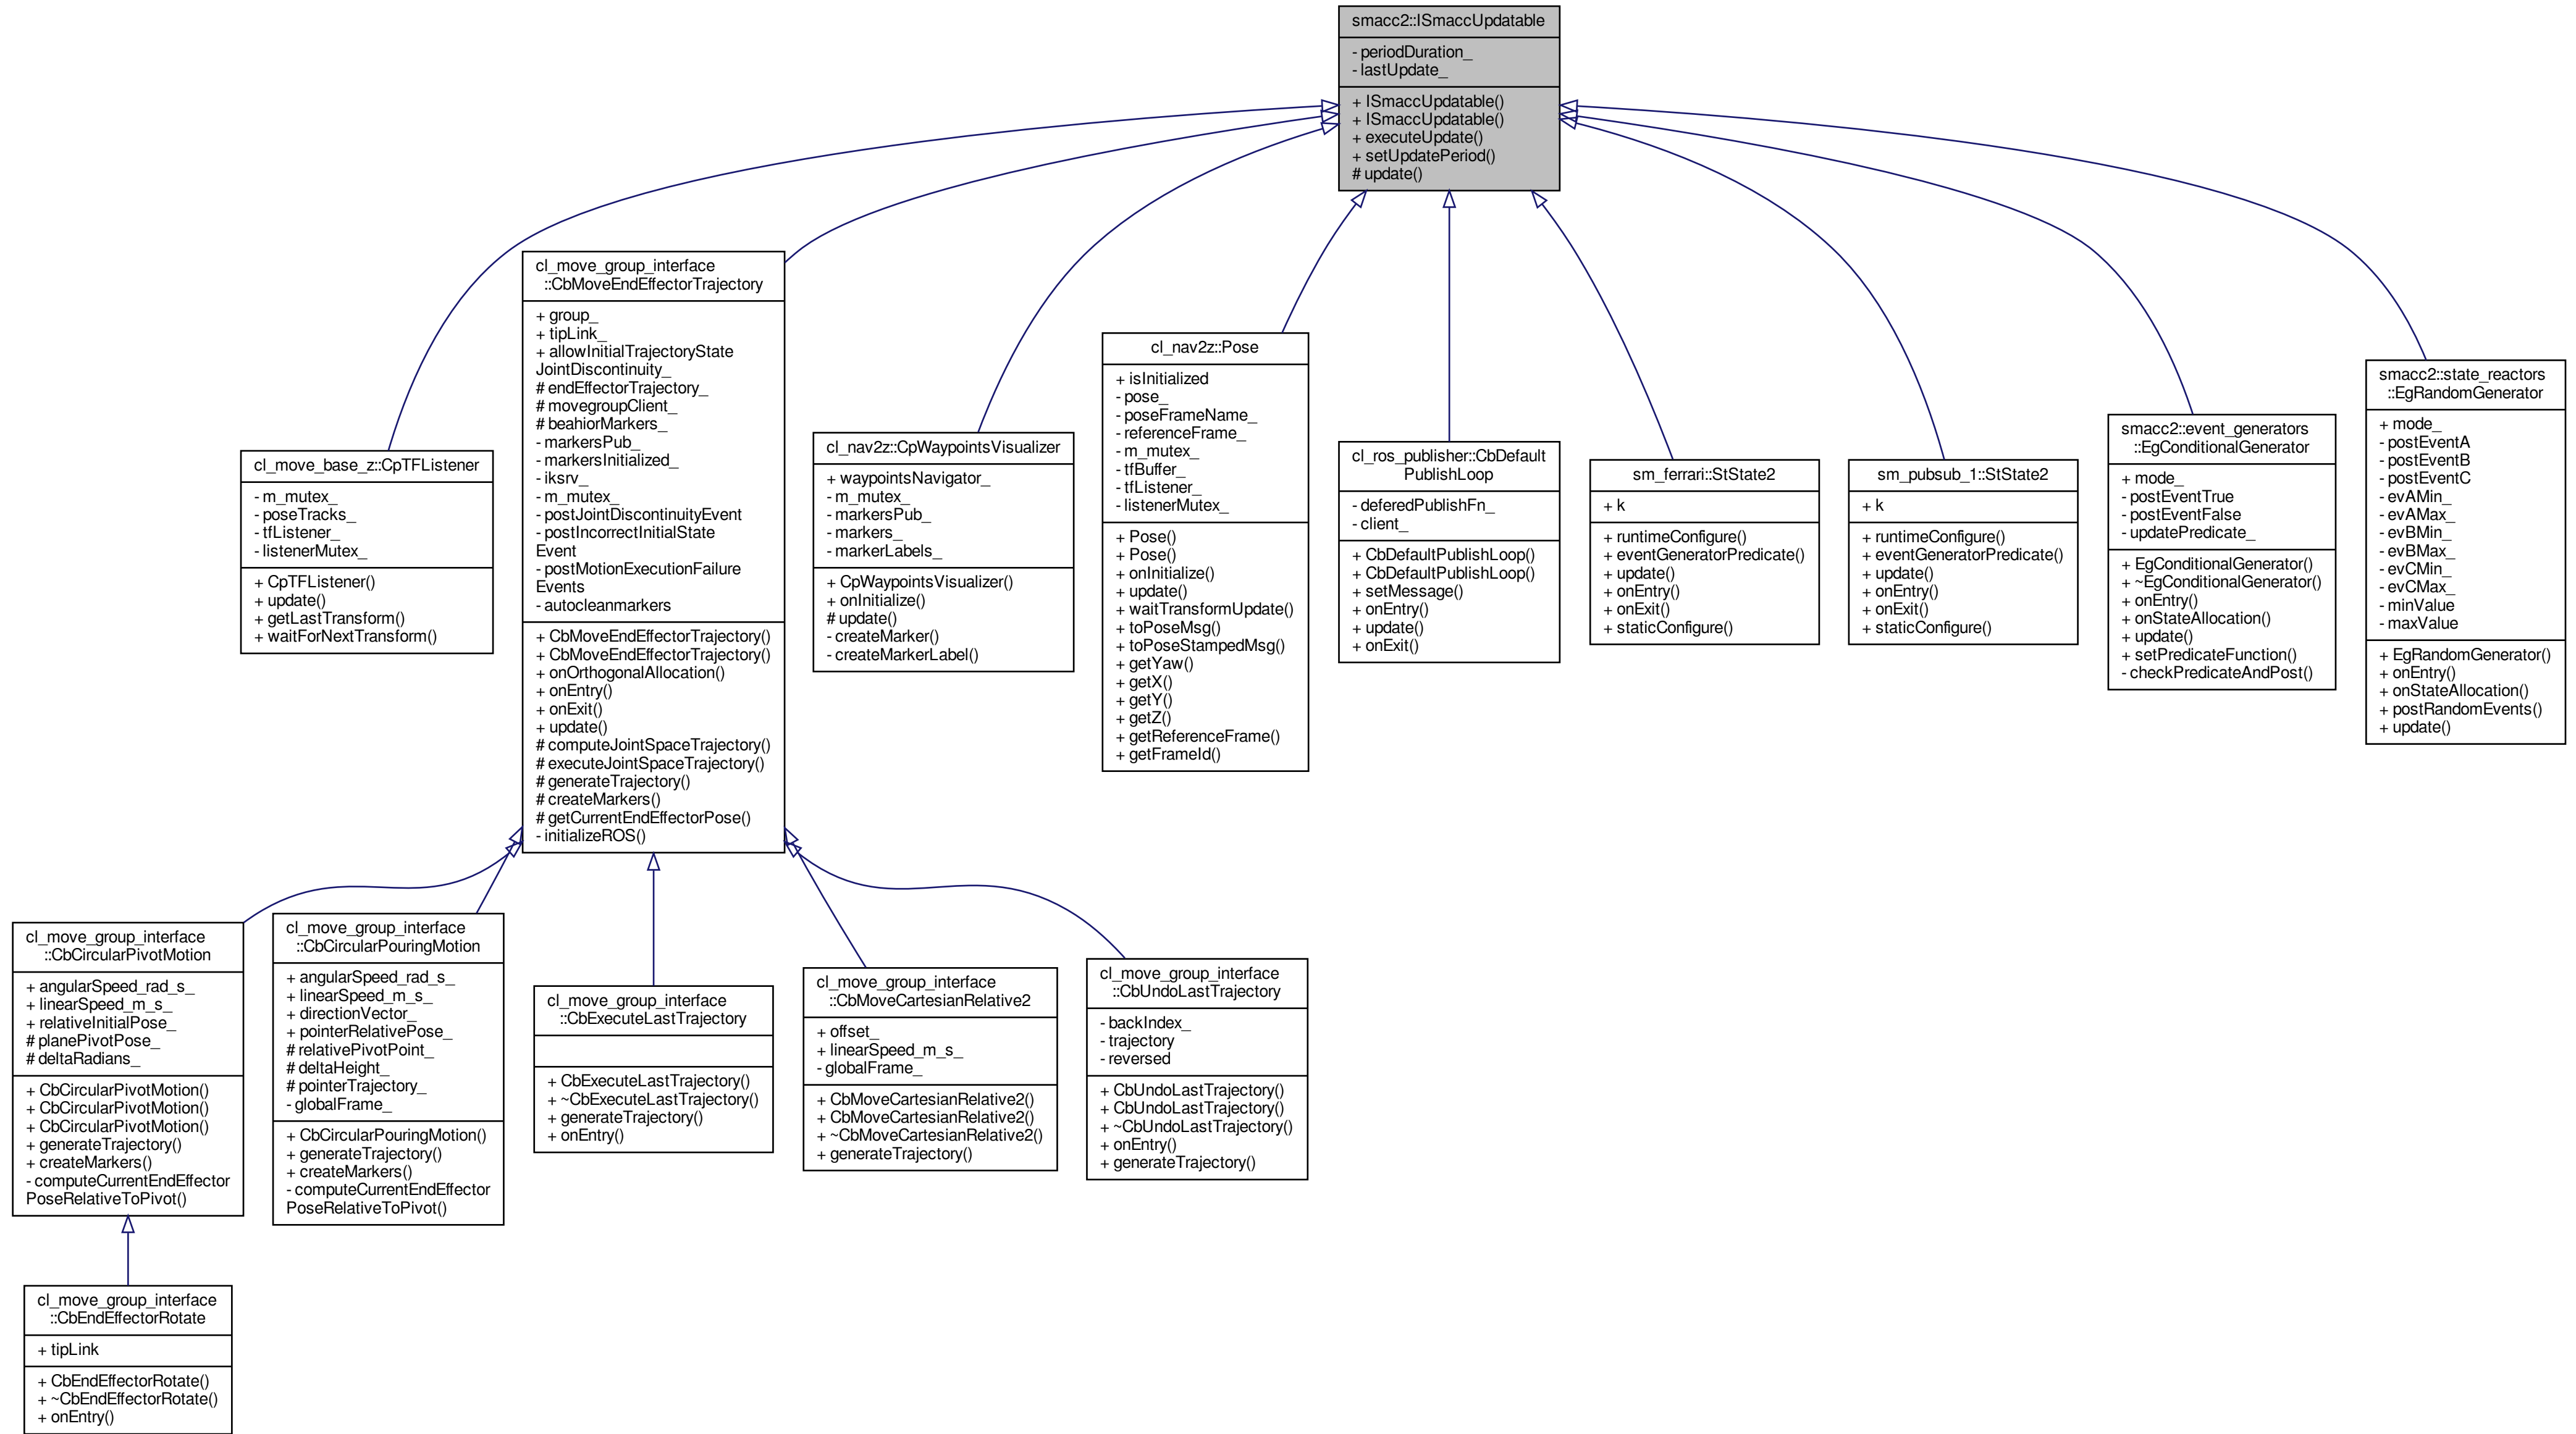 smacc2::ISmaccUpdatable
- periodDuration_
- lastUpdate_
+ ISmaccUpdatable()
+ ISmaccUpdatable()
+ executeUpdate()
+ setUpdatePeriod()
# update()
cl_move_base_z::CpTFListener
- m_mutex_
- poseTracks_
- tfListener_
- listenerMutex_
+ CpTFListener()
+ update()
+ getLastTransform()
+ waitForNextTransform()
cl_move_group_interface
::CbMoveEndEffectorTrajectory
+ group_
+ tipLink_
+ allowInitialTrajectoryState
JointDiscontinuity_
# endEffectorTrajectory_
# movegroupClient_
# beahiorMarkers_
- markersPub_
- markersInitialized_
- iksrv_
- m_mutex_
- postJointDiscontinuityEvent
- postIncorrectInitialState
Event
- postMotionExecutionFailure
Events
- autocleanmarkers
+ CbMoveEndEffectorTrajectory()
+ CbMoveEndEffectorTrajectory()
+ onOrthogonalAllocation()
+ onEntry()
+ onExit()
+ update()
# computeJointSpaceTrajectory()
# executeJointSpaceTrajectory()
# generateTrajectory()
# createMarkers()
# getCurrentEndEffectorPose()
- initializeROS()
cl_nav2z::CpWaypointsVisualizer
+ waypointsNavigator_
- m_mutex_
- markersPub_
- markers_
- markerLabels_
+ CpWaypointsVisualizer()
+ onInitialize()
# update()
- createMarker()
- createMarkerLabel()
cl_nav2z::Pose
+ isInitialized
- pose_
- poseFrameName_
- referenceFrame_
- m_mutex_
- tfBuffer_
- tfListener_
- listenerMutex_
+ Pose()
+ Pose()
+ onInitialize()
+ update()
+ waitTransformUpdate()
+ toPoseMsg()
+ toPoseStampedMsg()
+ getYaw()
+ getX()
+ getY()
+ getZ()
+ getReferenceFrame()
+ getFrameId()
cl_ros_publisher::CbDefault
PublishLoop
- deferedPublishFn_
- client_
+ CbDefaultPublishLoop()
+ CbDefaultPublishLoop()
+ setMessage()
+ onEntry()
+ update()
+ onExit()
sm_ferrari::StState2
+ k
+ runtimeConfigure()
+ eventGeneratorPredicate()
+ update()
+ onEntry()
+ onExit()
+ staticConfigure()
sm_pubsub_1::StState2
+ k
+ runtimeConfigure()
+ eventGeneratorPredicate()
+ update()
+ onEntry()
+ onExit()
+ staticConfigure()
smacc2::event_generators
::EgConditionalGenerator
+ mode_
- postEventTrue
- postEventFalse
- updatePredicate_
+ EgConditionalGenerator()
+ ~EgConditionalGenerator()
+ onEntry()
+ onStateAllocation()
+ update()
+ setPredicateFunction()
- checkPredicateAndPost()
smacc2::state_reactors
::EgRandomGenerator
+ mode_
- postEventA
- postEventB
- postEventC
- evAMin_
- evAMax_
- evBMin_
- evBMax_
- evCMin_
- evCMax_
- minValue
- maxValue
+ EgRandomGenerator()
+ onEntry()
+ onStateAllocation()
+ postRandomEvents()
+ update()
cl_move_group_interface
::CbCircularPivotMotion
+ angularSpeed_rad_s_
+ linearSpeed_m_s_
+ relativeInitialPose_
# planePivotPose_
# deltaRadians_
+ CbCircularPivotMotion()
+ CbCircularPivotMotion()
+ CbCircularPivotMotion()
+ generateTrajectory()
+ createMarkers()
- computeCurrentEndEffector
PoseRelativeToPivot()
cl_move_group_interface
::CbCircularPouringMotion
+ angularSpeed_rad_s_
+ linearSpeed_m_s_
+ directionVector_
+ pointerRelativePose_
# relativePivotPoint_
# deltaHeight_
# pointerTrajectory_
- globalFrame_
+ CbCircularPouringMotion()
+ generateTrajectory()
+ createMarkers()
- computeCurrentEndEffector
PoseRelativeToPivot()
cl_move_group_interface
::CbExecuteLastTrajectory
+ CbExecuteLastTrajectory()
+ ~CbExecuteLastTrajectory()
+ generateTrajectory()
+ onEntry()
cl_move_group_interface
::CbMoveCartesianRelative2
+ offset_
+ linearSpeed_m_s_
- globalFrame_
+ CbMoveCartesianRelative2()
+ CbMoveCartesianRelative2()
+ ~CbMoveCartesianRelative2()
+ generateTrajectory()
cl_move_group_interface
::CbUndoLastTrajectory
- backIndex_
- trajectory
- reversed
+ CbUndoLastTrajectory()
+ CbUndoLastTrajectory()
+ ~CbUndoLastTrajectory()
+ onEntry()
+ generateTrajectory()
cl_move_group_interface
::CbEndEffectorRotate
+ tipLink
+ CbEndEffectorRotate()
+ ~CbEndEffectorRotate()
+ onEntry()